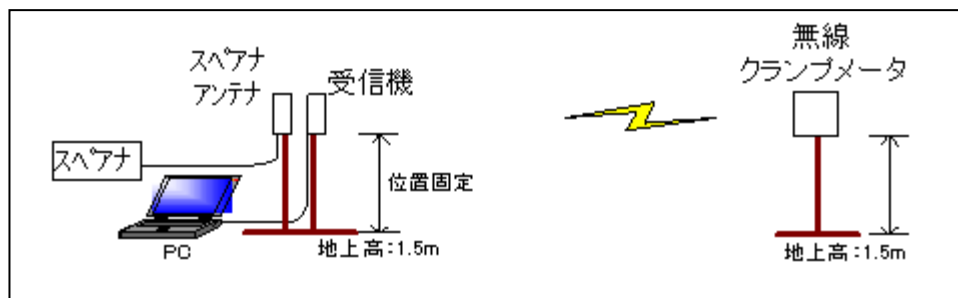 スペアナ
アンテナ
受信機
無線
クランプメータ
スペアナ
位置固定
PC
地上高：1.5m
地上高：1.5m